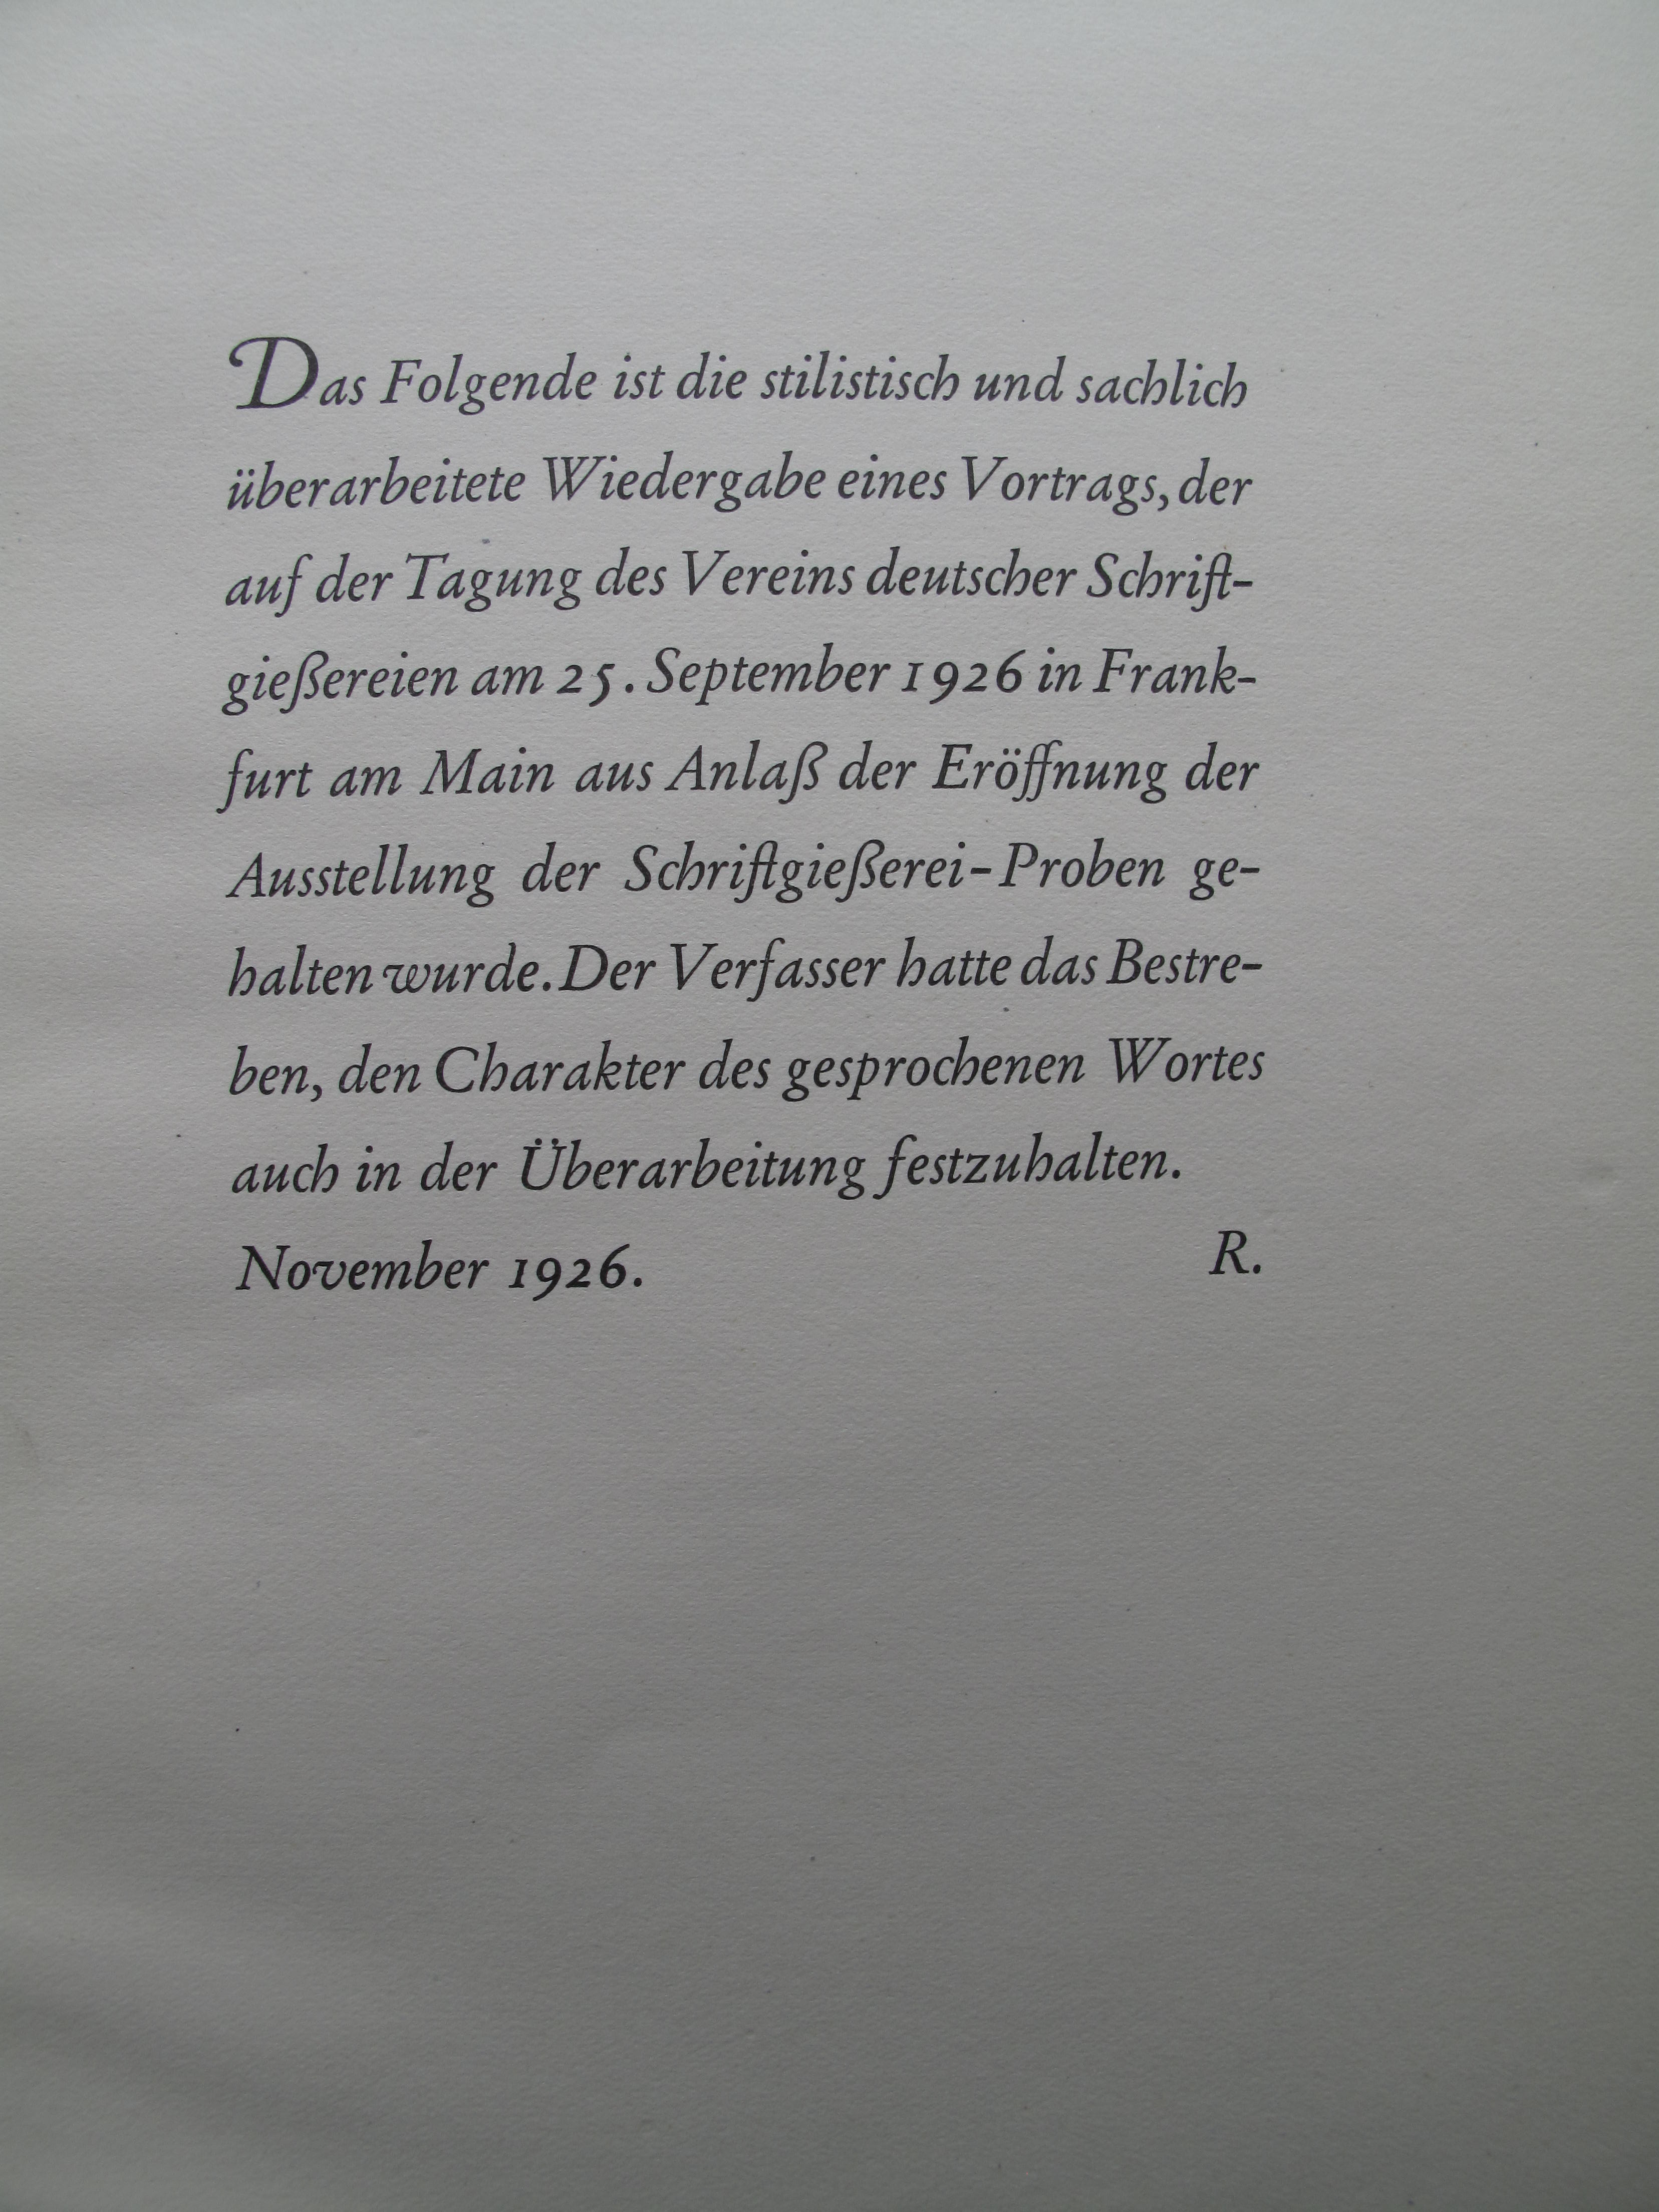 Das Folgende ist die stilistisch und sachlich
überarbeitete Wiedergabe eines Vortrags, der
auf der Tagung des Vereins deutscher Schrift-
gießereien am 25. September 1926 in Frank-
furt am Main aus Anlaß der Eröffnung der
Ausstellung der Schriftgießerei-Proben ge-
halten wurde. Der Verfasser hatte das Bestre-
ben, den Charakter des gesprochenen Wortes
auch in der Überarbeitung festzuhalten.
November 1926. R.